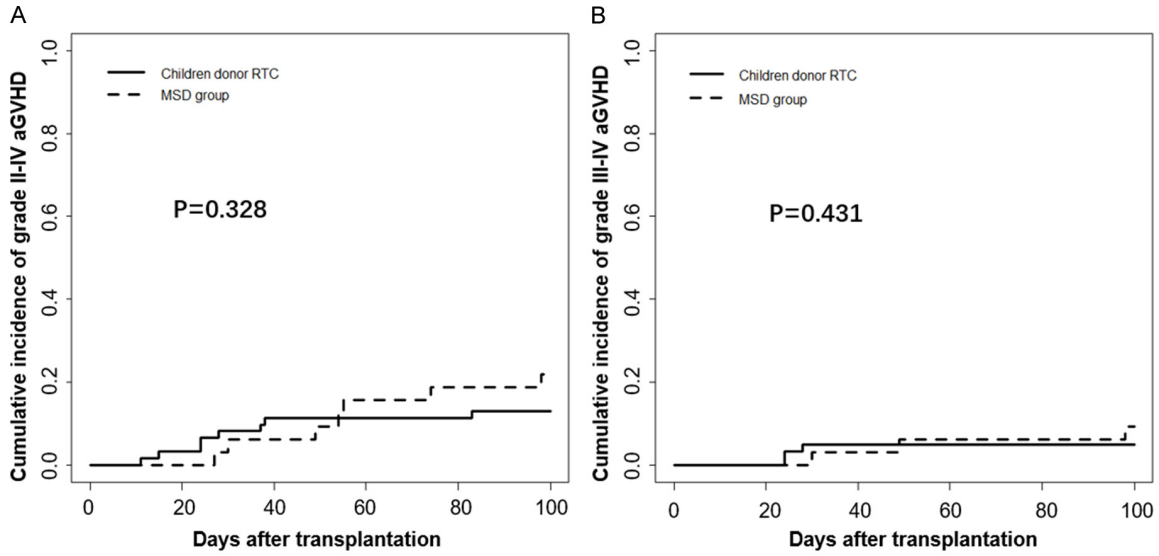 A
Cumulative incidence of grade II-IV aGVHD
1.0
0.8
0.6
0.4
0.2
0.0
Children donor RTC
MSD group
P=0.328
0 20 40 60 80 100
Days after transplantation
B
Cumulative incidence of grade III-IV aGVHD
1.0
0.8
0.6
0.4
0.2
0.0
Children donor RTC
MSD group
P=0.431
0 20 40 60 80 100
Days after transplantation